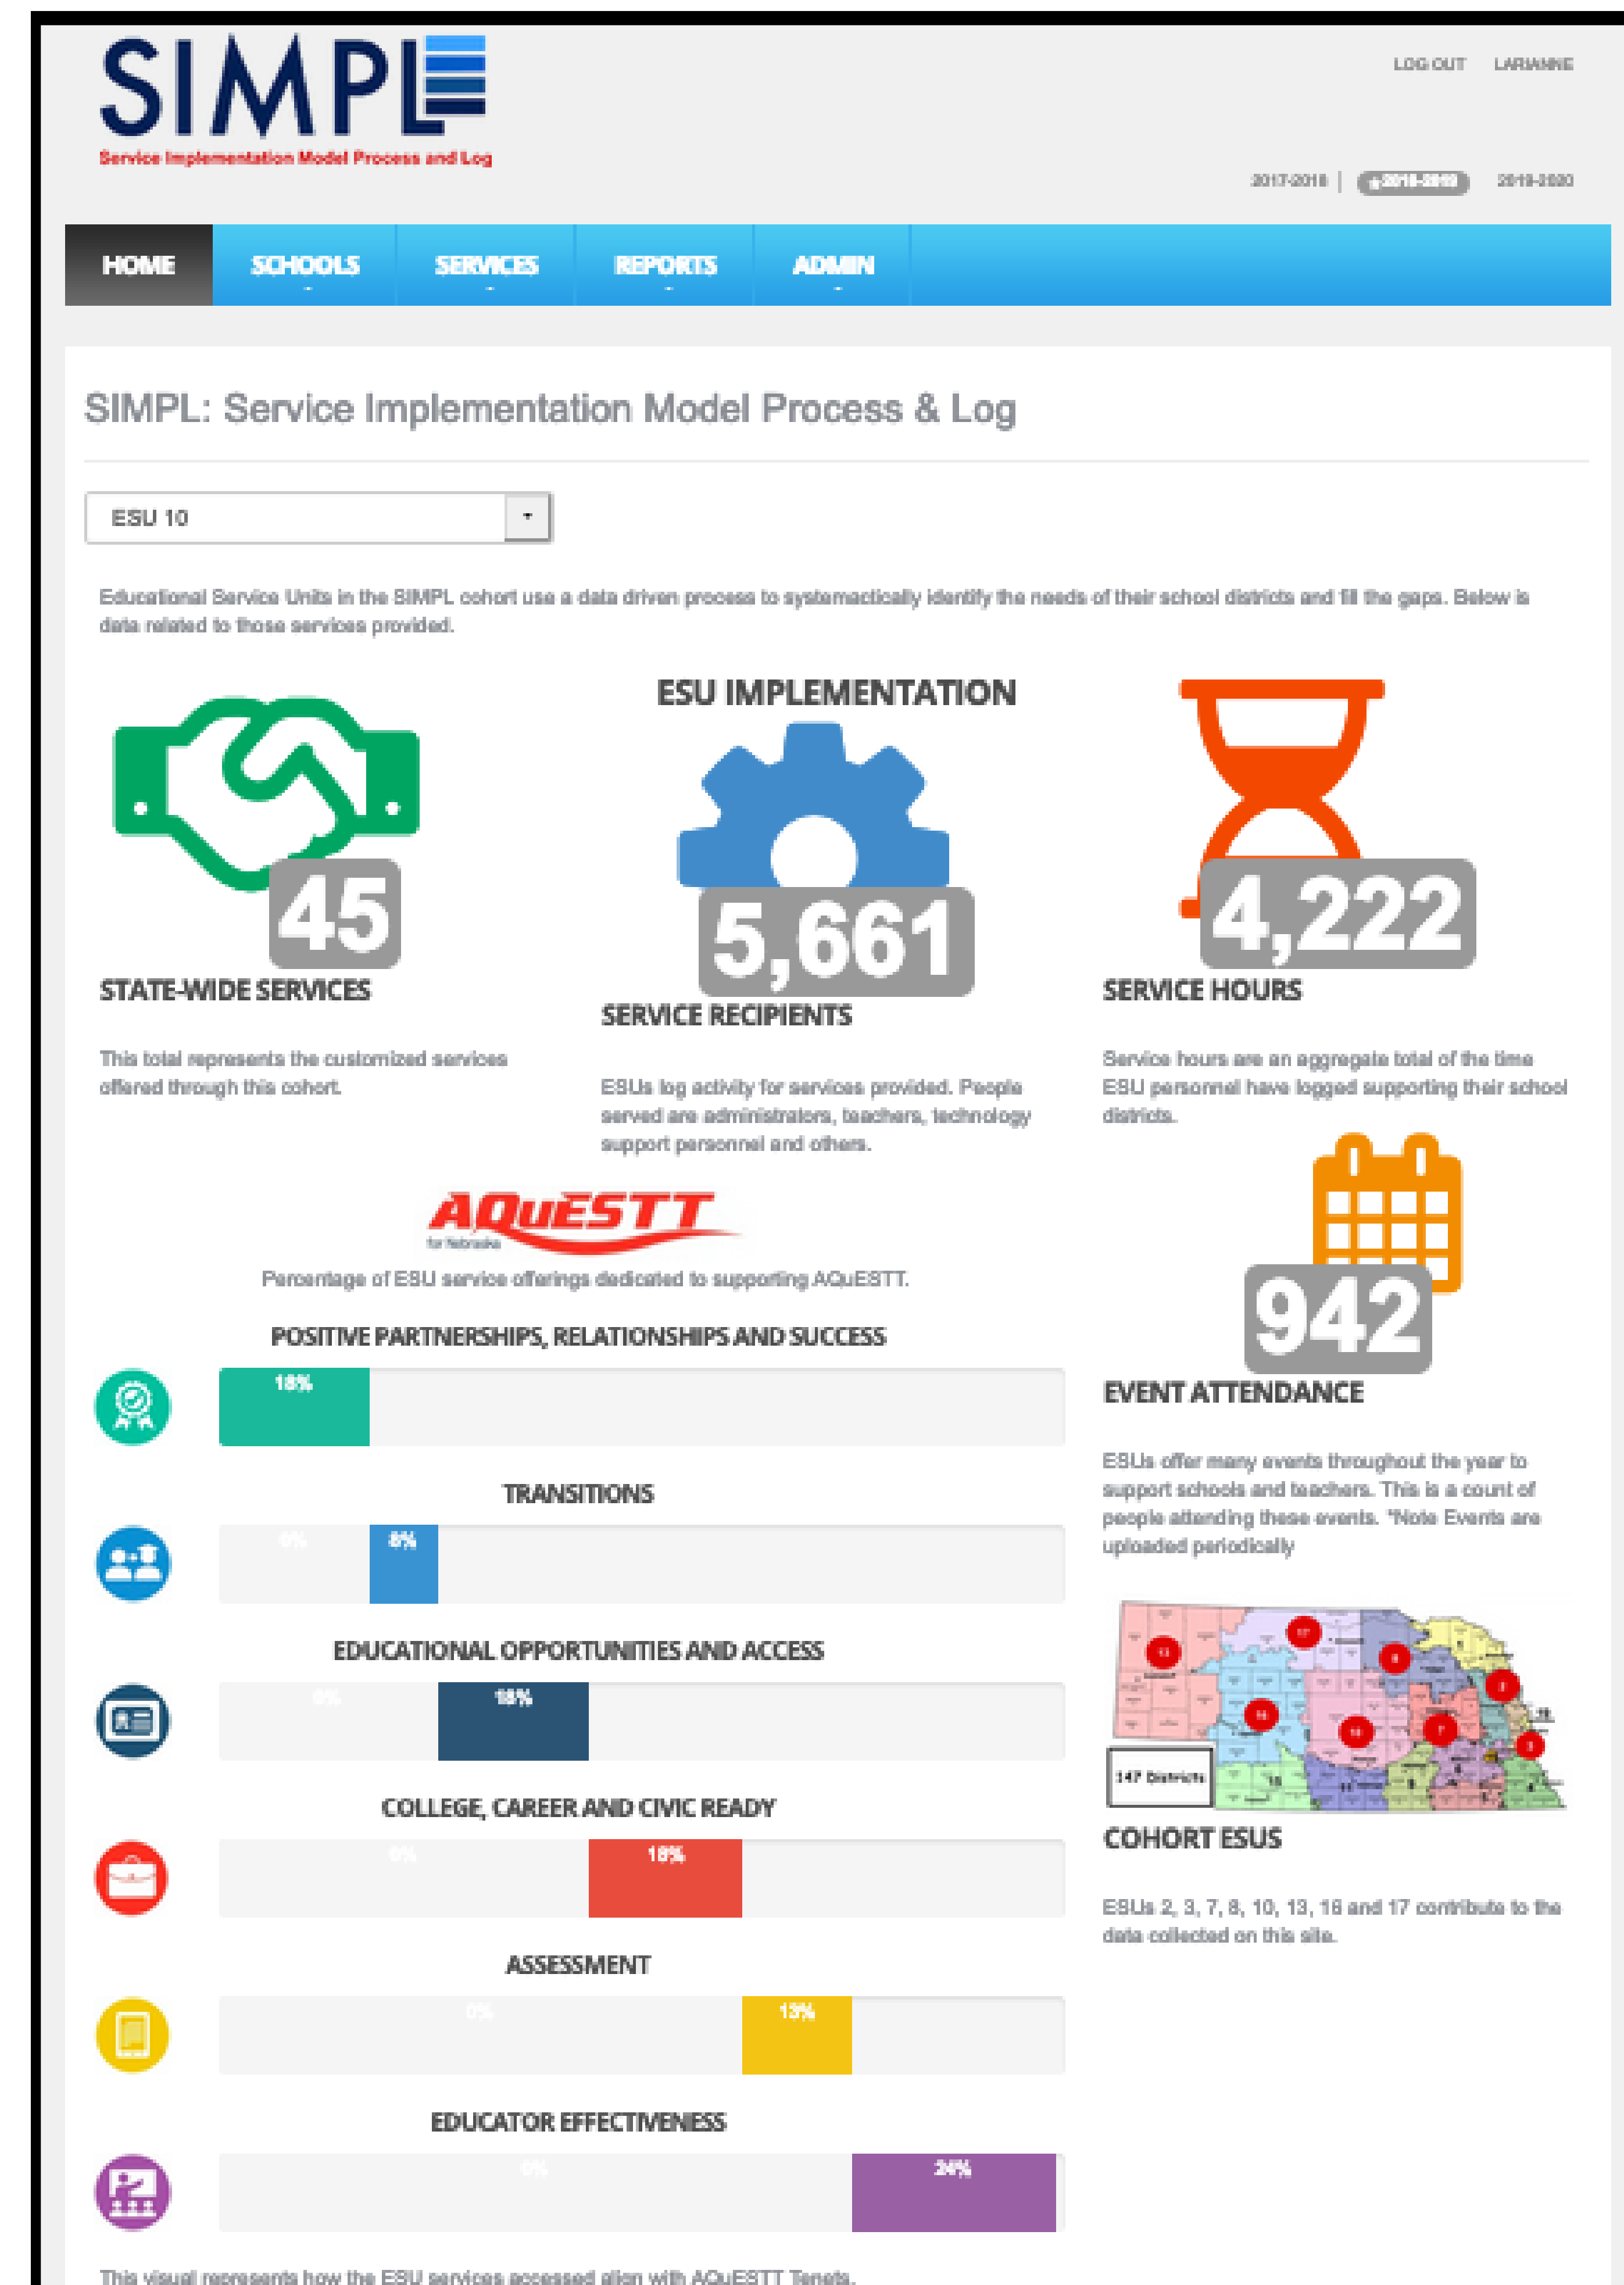 SIMPL
Service Implementation Model Process and Log
LOG OUT LARIANNE
2017-2018 | 2018-2019 2019-2020
HOME SCHOOLS SERVICES REPORTS ADMIN
SIMPL: Service Implementation Model Process & Log
ESU 10
Educational Service Units in the SIMPL cohort use a data driven process to systemactically identify the needs of their school districts and fill the gaps. Below is
data related to those services provided.
45
STATE-WIDE SERVICES
This total represents the customized services
offered through this cohort.
ESU IMPLEMENTATION
5,661
SERVICE RECIPIENTS
ESUs log activity for services provided. People
served are administrators, teachers, technology
support personnel and others.
4,222
SERVICE HOURS
Service hours are an aggregate total of the time
ESU personnel have logged supporting their school
districts.
AQuESTT
for Nebraska
Percentage of ESU service offerings dedicated to supporting AQuESTT.
POSITIVE PARTNERSHIPS, RELATIONSHIPS AND SUCCESS
18%
TRANSITIONS
0% 8%
EDUCATIONAL OPPORTUNITIES AND ACCESS
0% 18%
COLLEGE, CAREER AND CIVIC READY
0% 18%
ASSESSMENT
0% 13%
EDUCATOR EFFECTIVENESS
0% 24%
This visual represents how the ESU services accessed align with AQuESTT Tenets.
942
EVENT ATTENDANCE
ESUs offer many events throughout the year to
support schools and teachers. This is a count of
people attending these events. *Note Events are
uploaded periodically
147 Districts
COHORT ESUS
ESUs 2, 3, 7, 8, 10, 13, 16 and 17 contribute to the
data collected on this site.